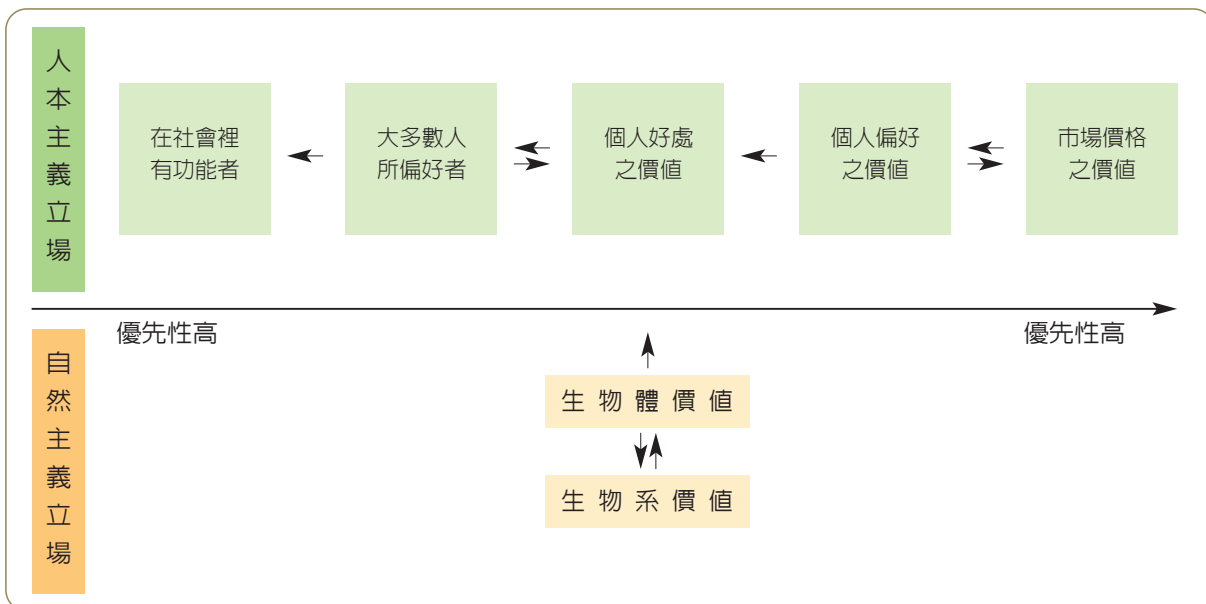 人本主義立場
在社會裡
有功能者
大多數人
所偏好者
個人好處
之價值
個人偏好
之價值
市場價格
之價值
優先性高
優先性高
自然主義立場
生物體價值
生物系價值